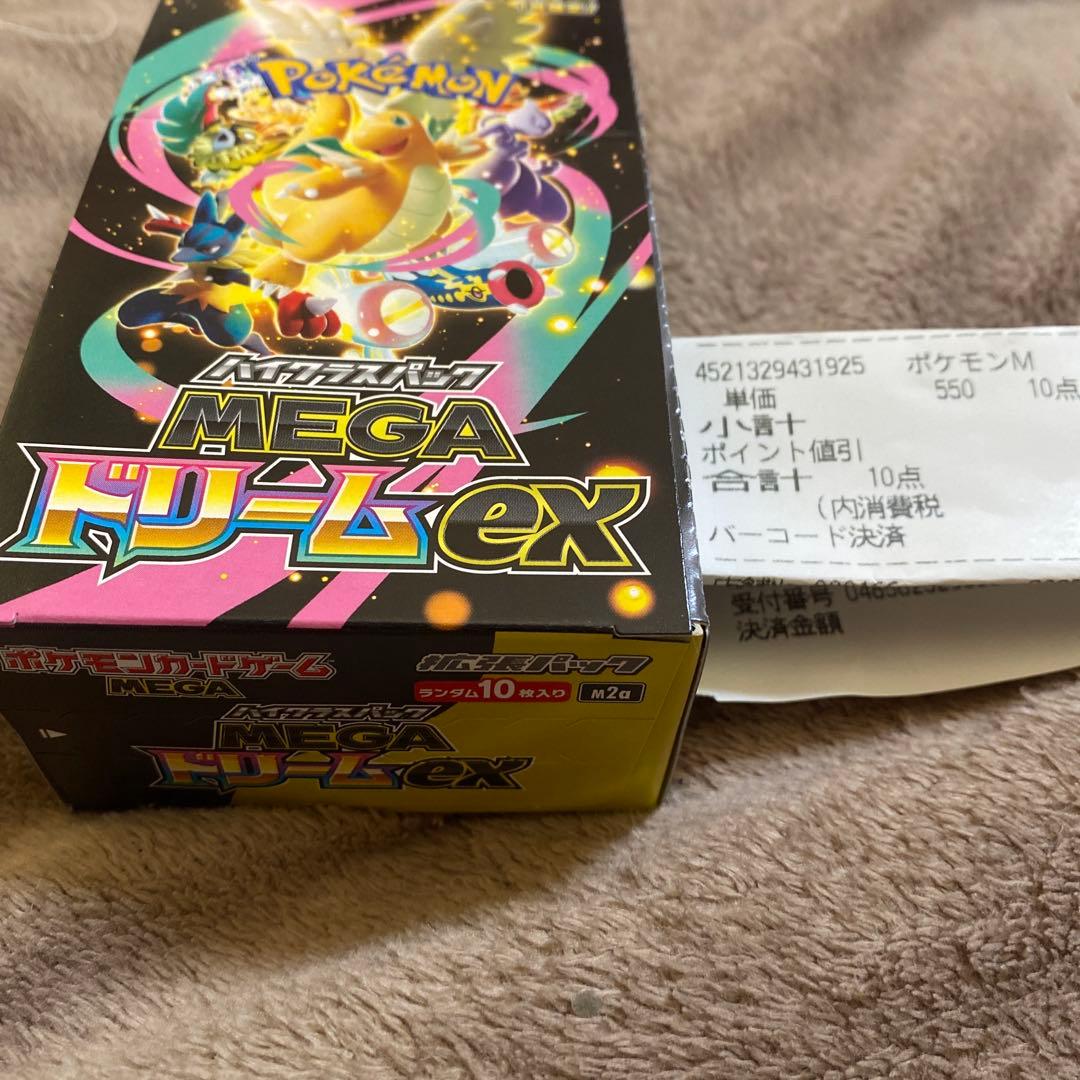 POKÉMON
ハイクラスパック
MEGA
ドリームex
ポケモンカードゲーム
MEGA
拡張パック
ランダム10枚入り
M2a
ハイクラスパック
MEGA
ドリームex
4521329431925 ポケモンM
単価 550 10点
小計
ポイント値引
合計 10点
(内消費税
バーコード決済
受付番号
決済金額